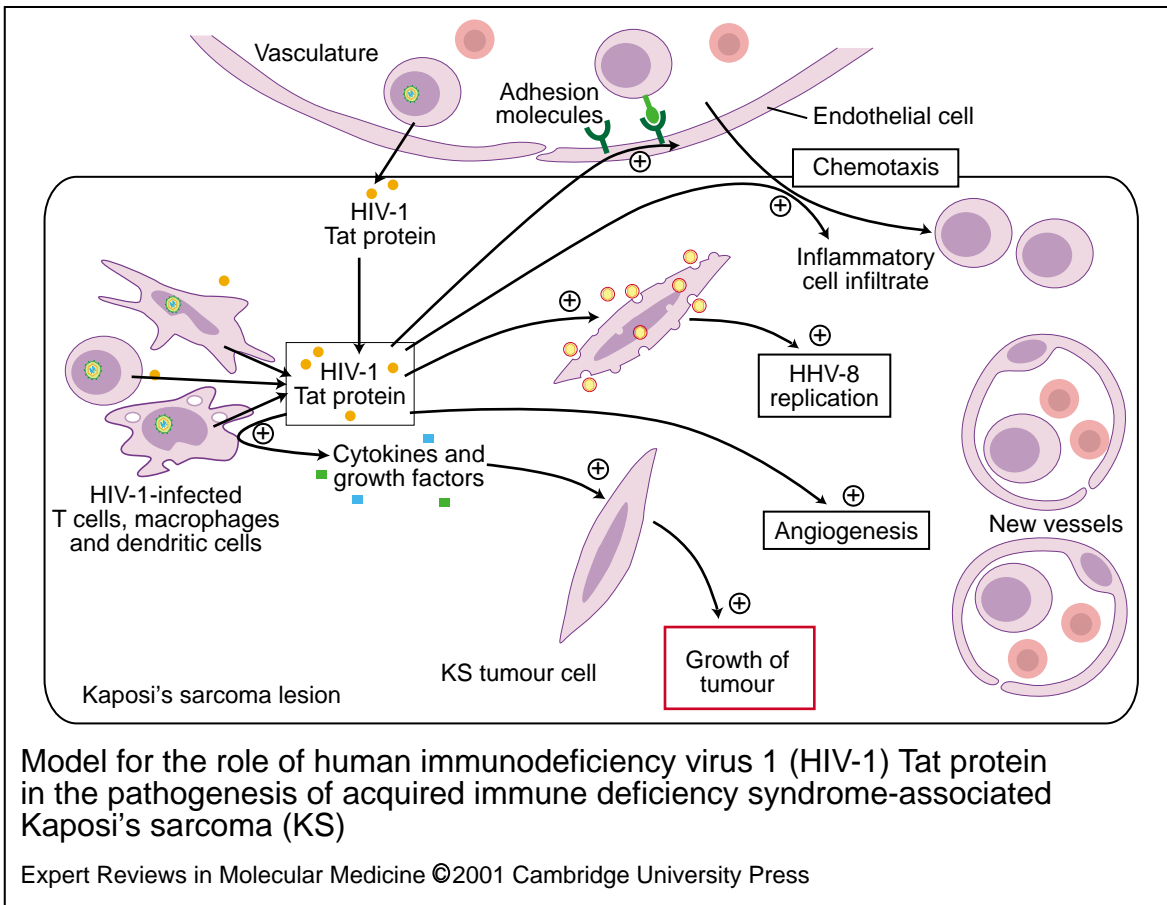 Vasculature
Adhesion
molecules
Endothelial cell
Chemotaxis
HIV-1
Tat protein
Inflammatory
cell infiltrate
HIV-1
Tat protein
HHV-8
replication
Cytokines and
growth factors
HIV-1-infected
T cells, macrophages
and dendritic cells
Angiogenesis
New vessels
KS tumour cell
Growth of
tumour
Kaposi's sarcoma lesion
Model for the role of human immunodeficiency virus 1 (HIV-1) Tat protein
in the pathogenesis of acquired immune deficiency syndrome-associated
Kaposi's sarcoma (KS)
Expert Reviews in Molecular Medicine ©2001 Cambridge University Press